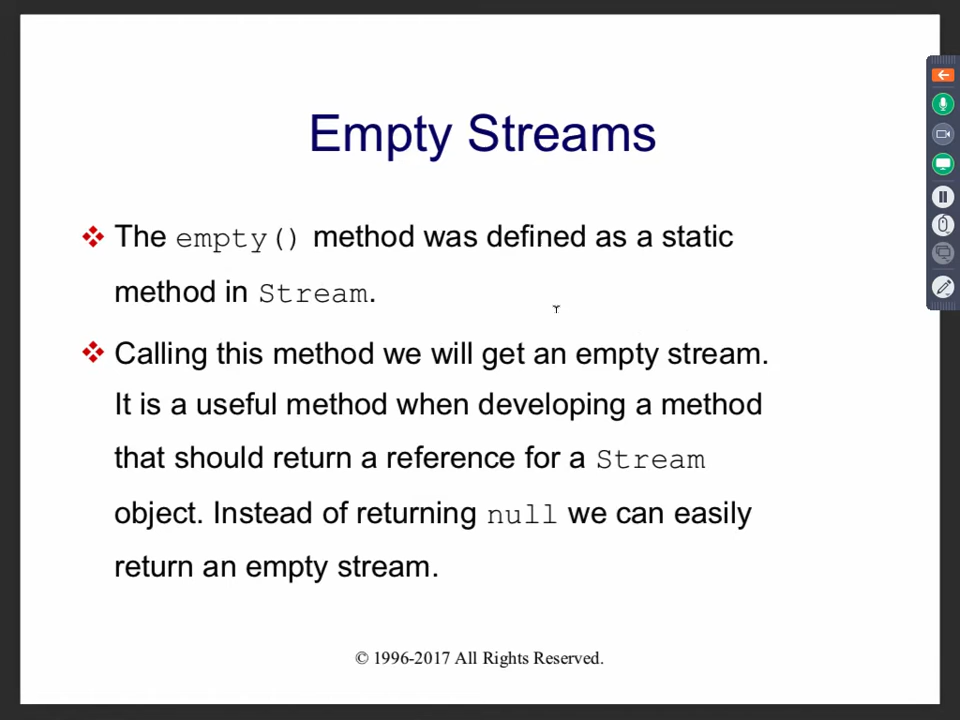 Empty Streams
The empty() method was defined as a static
method in Stream.
Calling this method we will get an empty stream.
It is a useful method when developing a method
that should return a reference for a Stream
object. Instead of returning null we can easily
return an empty stream.
© 1996-2017 All Rights Reserved.